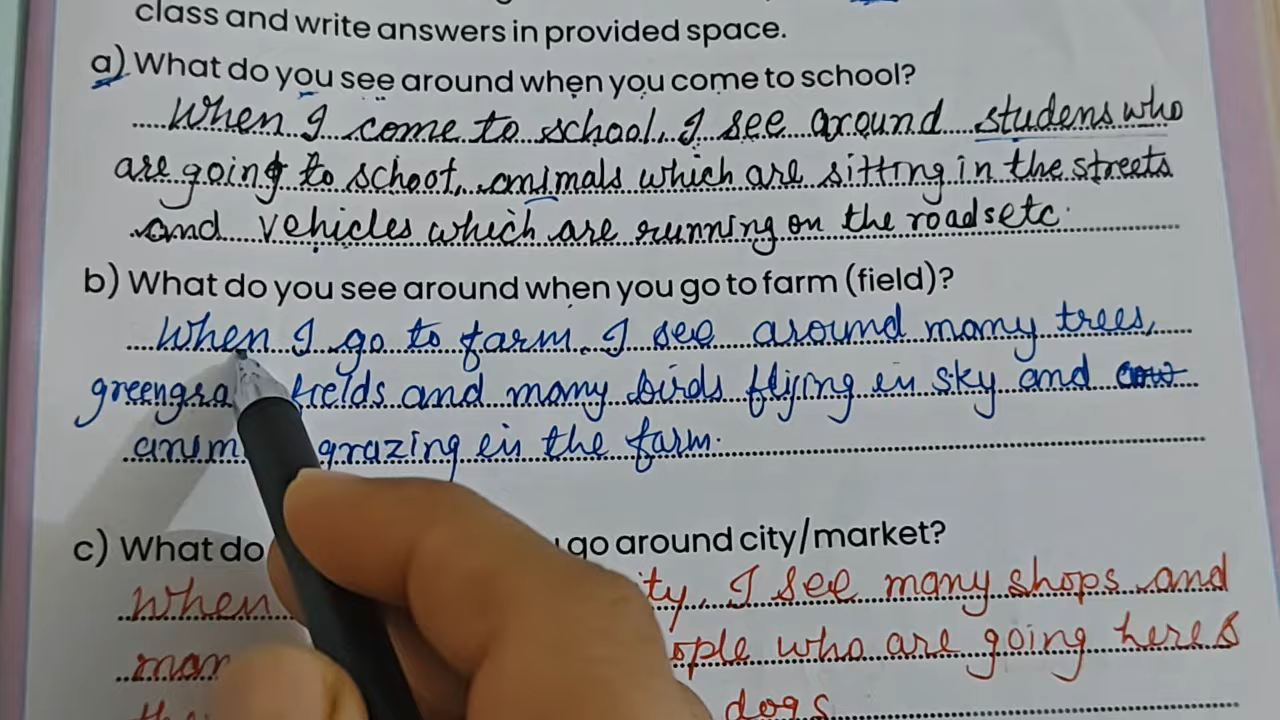 class and write answers in provided space.
a) What do you see around when you come to school?
When I come to school, I see around studens who
are going to school, animals which are sitting in the streets
and vehicles which are running on the roads etc.
b) What do you see around when you go to farm (field)?
When I go to farm, I see around many trees,
green fields and many birds flying in sky and
grazing in the farm.
c) What do go around city/market?
When I see many shops and
who are going here &
dogs